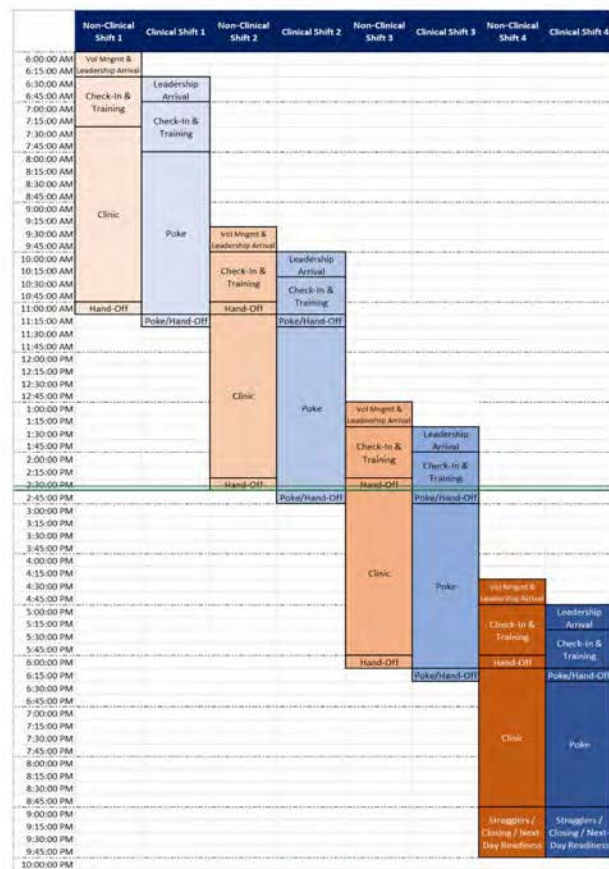 Non-Clinical Shift 1 Clinical Shift 1 Non-Clinical Shift 2 Clinical Shift 2 Non-Clinical Shift 3 Clinical Shift 3 Non-Clinical Shift 4 Clinical Shift 4
6:00:00 AM Vol Mngmt &
6:15:00 AM Leadership Arrival
6:30:00 AM Leadership
6:45:00 AM Check-In & Arrival
7:00:00 AM Training
7:15:00 AM Check-In &
7:30:00 AM Training
7:45:00 AM
8:00:00 AM
8:15:00 AM
8:30:00 AM
8:45:00 AM
9:00:00 AM Clinic
9:15:00 AM
9:30:00 AM Poke Vol Mngmt &
9:45:00 AM Leadership Arrival
10:00:00 AM Leadership
10:15:00 AM Check-In & Arrival
10:30:00 AM Training Check-In &
10:45:00 AM Training
11:00:00 AM Hand-Off Hand-Off
11:15:00 AM Poke/Hand-Off Poke/Hand-Off
11:30:00 AM
11:45:00 AM
12:00:00 PM
12:15:00 PM
12:30:00 PM
12:45:00 PM Clinic
1:00:00 PM Poke Vol Mngmt &
1:15:00 PM Leadership Arrival
1:30:00 PM Leadership
1:45:00 PM Check-In & Arrival
2:00:00 PM Training
2:15:00 PM Check-In & Training
2:30:00 PM Hand-Off Hand-Off
2:45:00 PM Poke/Hand-Off Poke/Hand-Off
3:00:00 PM
3:15:00 PM
3:30:00 PM
3:45:00 PM
4:00:00 PM
4:15:00 PM Clinic
4:30:00 PM Poke Vol Mngmt &
4:45:00 PM Leadership Arrival
5:00:00 PM Leadership
5:15:00 PM Check-In & Arrival
5:30:00 PM Training Check-In &
5:45:00 PM Training
6:00:00 PM Hand-Off Hand-Off
6:15:00 PM Poke/Hand-Off Poke/Hand-Off
6:30:00 PM
6:45:00 PM
7:00:00 PM
7:15:00 PM
7:30:00 PM Clinic
7:45:00 PM Poke
8:00:00 PM
8:15:00 PM
8:30:00 PM
8:45:00 PM
9:00:00 PM Stragglers / Stragglers /
9:15:00 PM Closing / Next Closing / Next-
9:30:00 PM Day Readiness Day Readiness
9:45:00 PM
10:00:00 PM